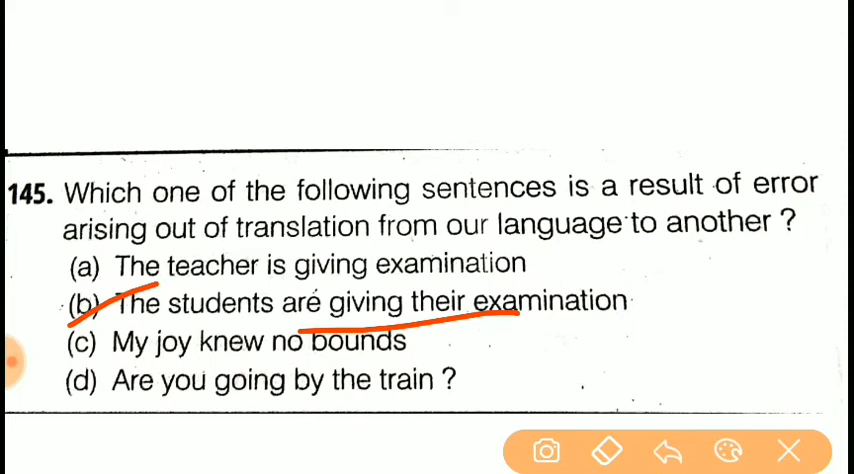 145. Which one of the following sentences is a result of error
arising out of translation from our language to another ?
(a) The teacher is giving examination
(b) The students are giving their examination
(c) My joy knew no bounds
(d) Are you going by the train ?